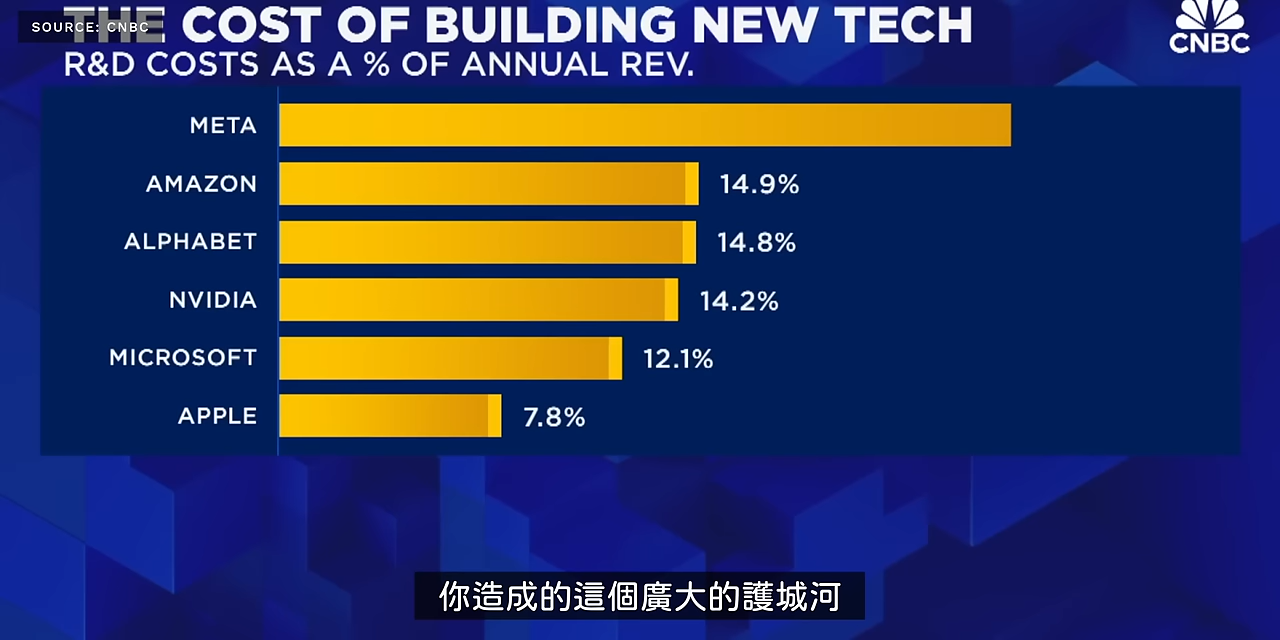 SOURCE: CNBC
THE COST OF BUILDING NEW TECH
CNBC
R&D COSTS AS A % OF ANNUAL REV.
META
AMAZON 14.9%
ALPHABET 14.8%
NVIDIA 14.2%
MICROSOFT 12.1%
APPLE 7.8%
你造成的這個廣大的護城河